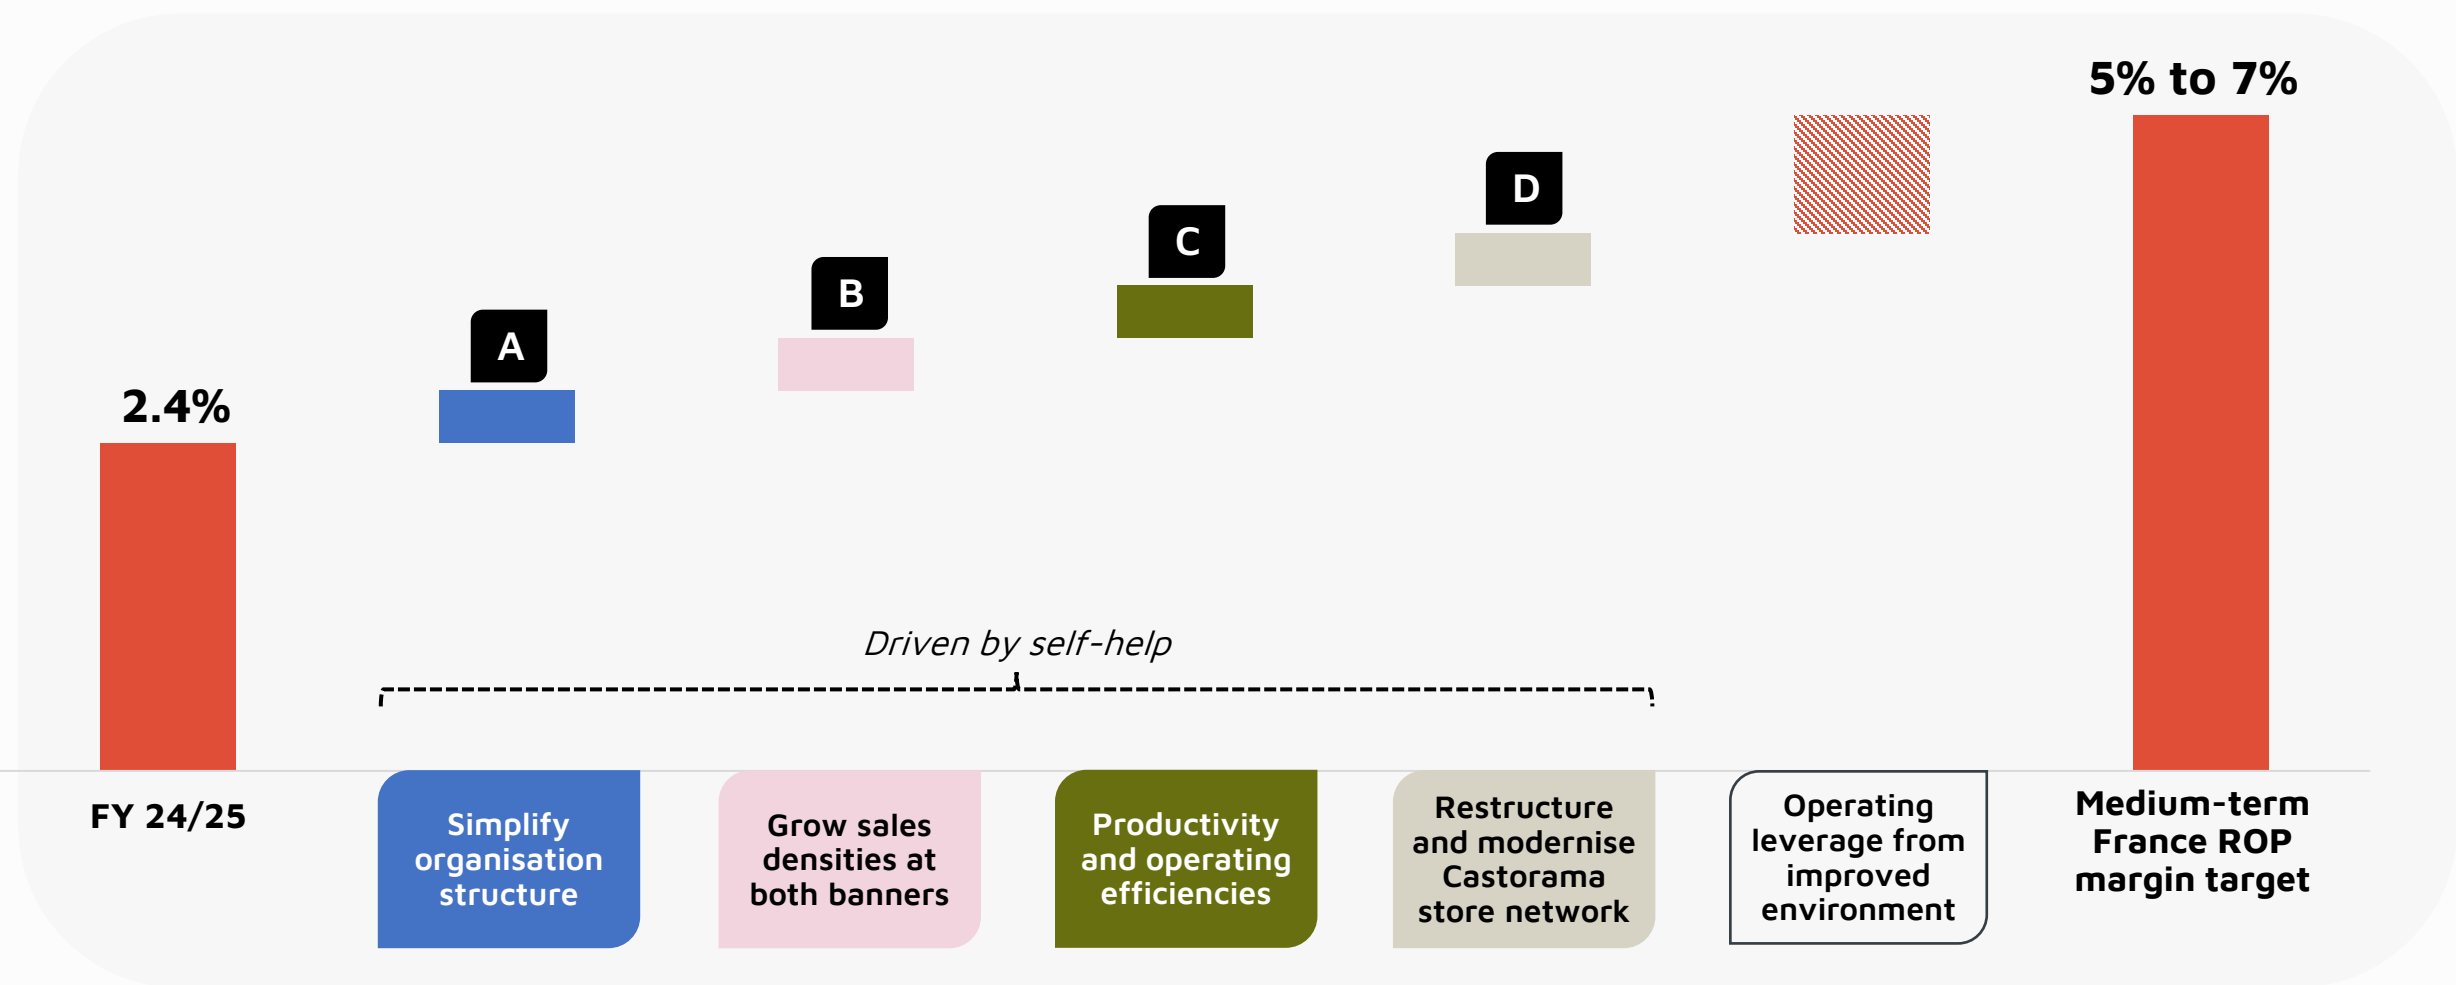 5% to 7%
D
C
B
A
2.4%
Driven by self-help
FY 24/25
Simplify
organisation
structure
Grow sales
densities at
both banners
Productivity
and operating
efficiencies
Restructure
and modernise
Castorama
store network
Operating
leverage from
improved
environment
Medium-term
France ROP
margin target